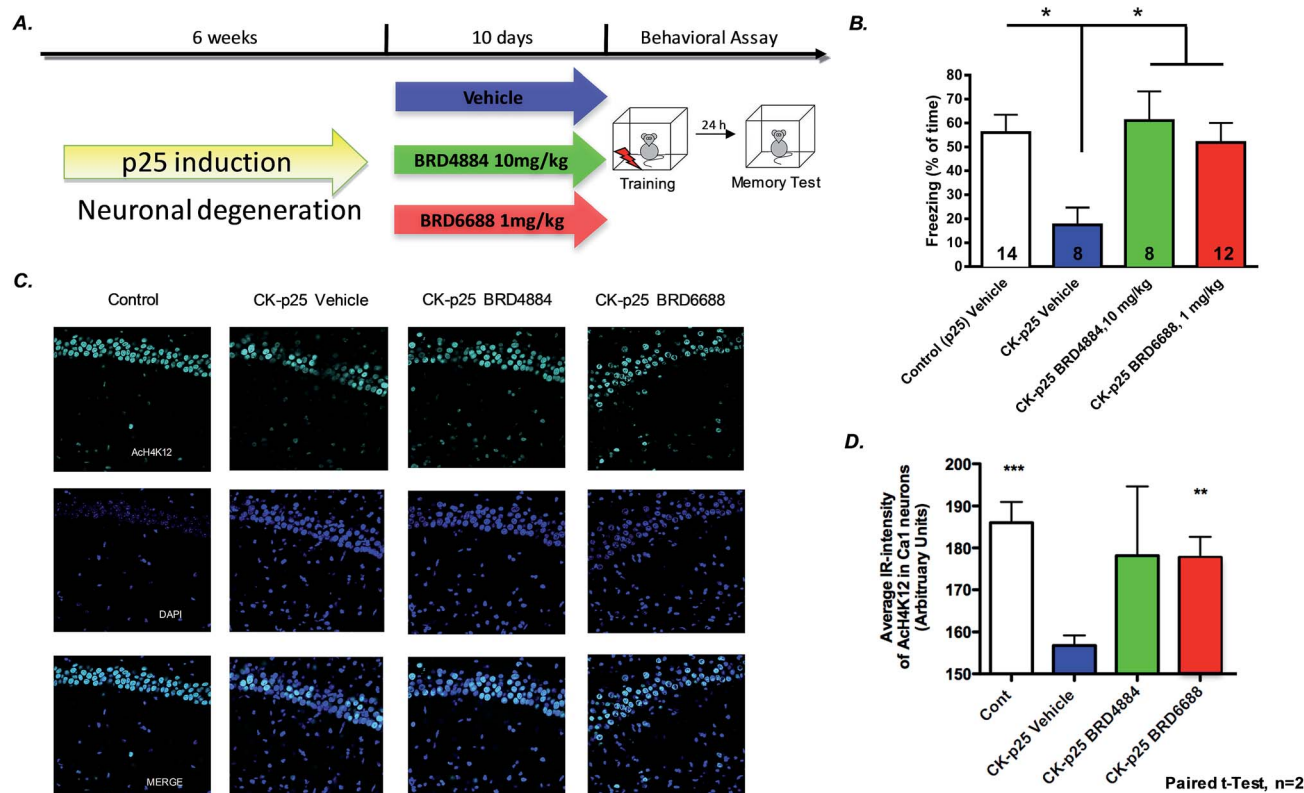 A.
6 weeks
10 days
Behavioral Assay
p25 induction
Neuronal degeneration
Vehicle
BRD4884 10mg/kg
BRD6688 1mg/kg
24 h
Training
Memory Test
B.
*
*
Freezing (% of time)
80
70
60
50
40
30
20
10
0
14
8
8
12
Control (p25) Vehicle
CK-p25 Vehicle
CK-p25 BRD4884,10 mg/kg
CK-p25 BRD6688, 1 mg/kg
C.
Control
CK-p25 Vehicle
CK-p25 BRD4884
CK-p25 BRD6688
AcH4K12
DAPI
MERGE
D.
Average IR-intensity
of AcH4K12 in Ca1 neurons
(Arbitruary Units)
200
190
180
170
160
150
***
**
Cont
CK-p25 Vehicle
CK-p25 BRD4884
CK-p25 BRD6688
Paired t-Test, n=2